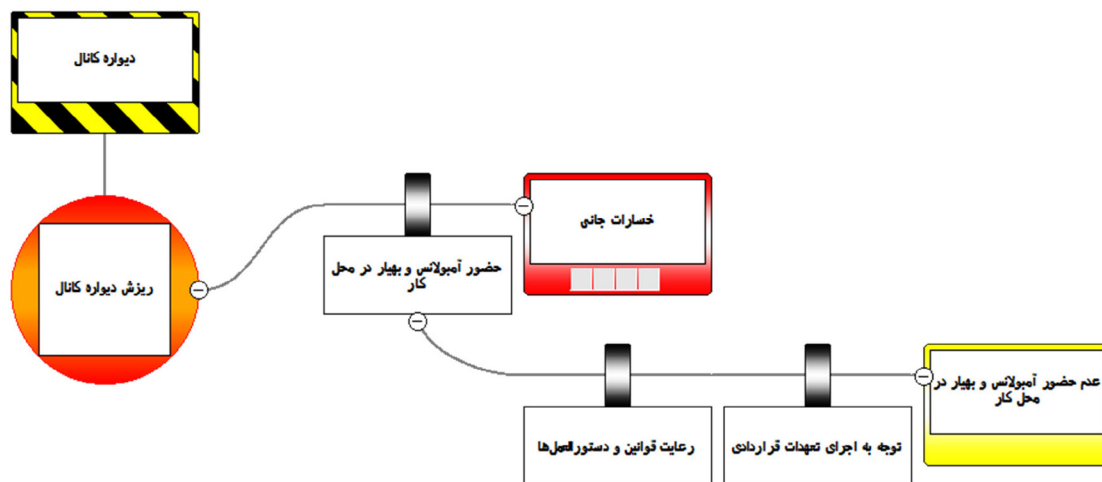 دیواره کانال
ریزش دیواره کانال
حضور آمبولانس و بهیار در محل
کار
خسارات جانی
رعایت قوانین و دستورالعمل‌ها
توجه به اجرای تعهدات قراردادی
عدم حضور آمبولانس و بهیار در
محل کار